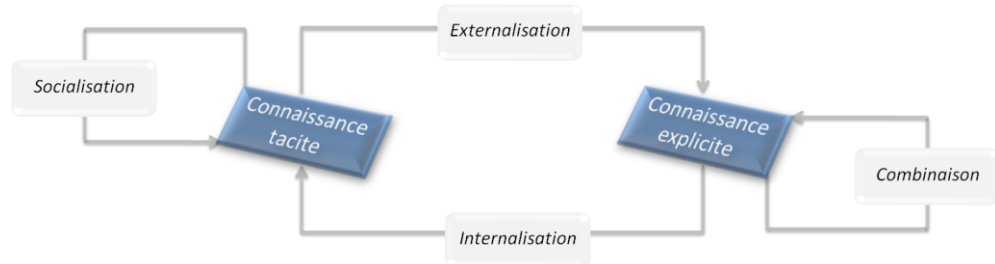 Externalisation
Socialisation
Connaissance
tacite
Connaissance
explicite
Combinaison
Internalisation